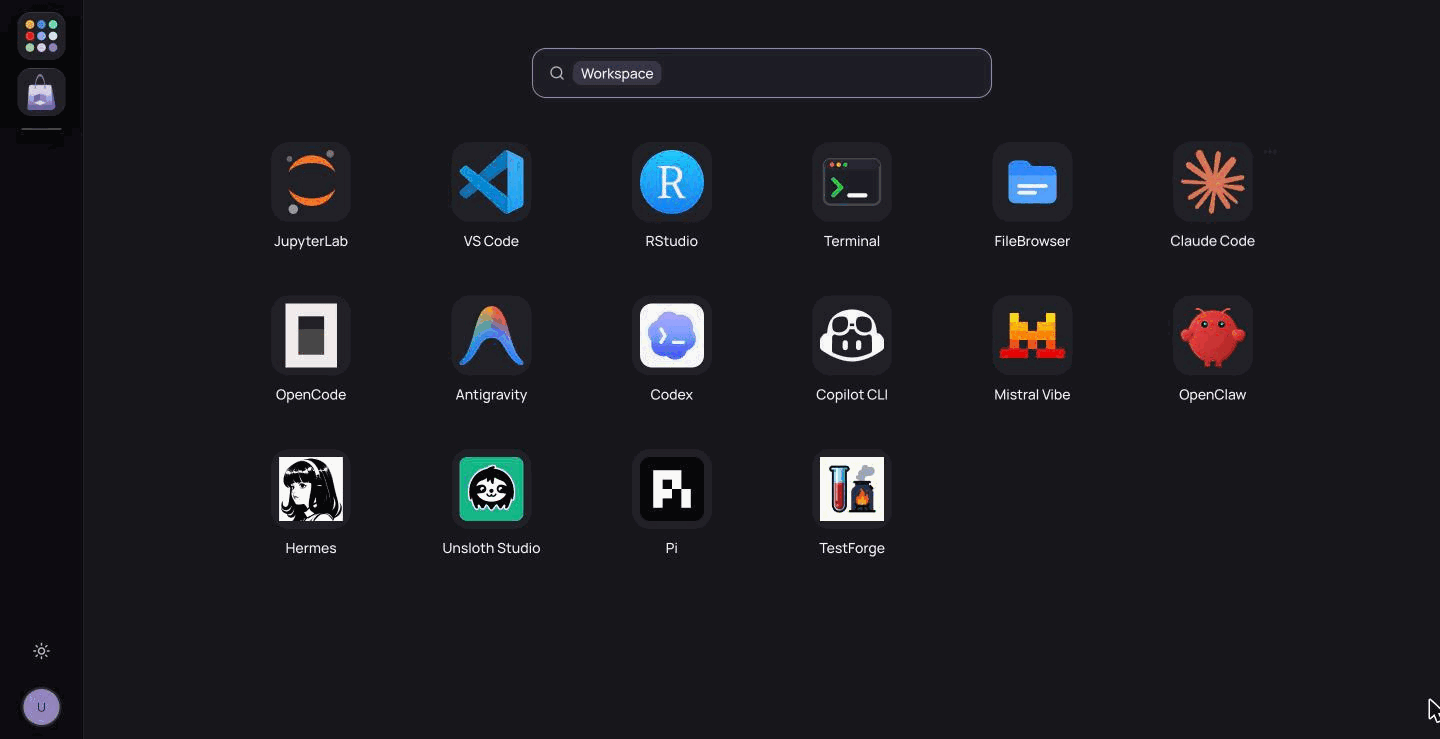 Workspace
JupyterLab
VS Code
R
RStudio
Terminal
FileBrowser
Claude Code
OpenCode
Antigravity
Codex
Copilot CLI
Mistral Vibe
OpenClaw
Hermes
Unsloth Studio
Pi
TestForge
U